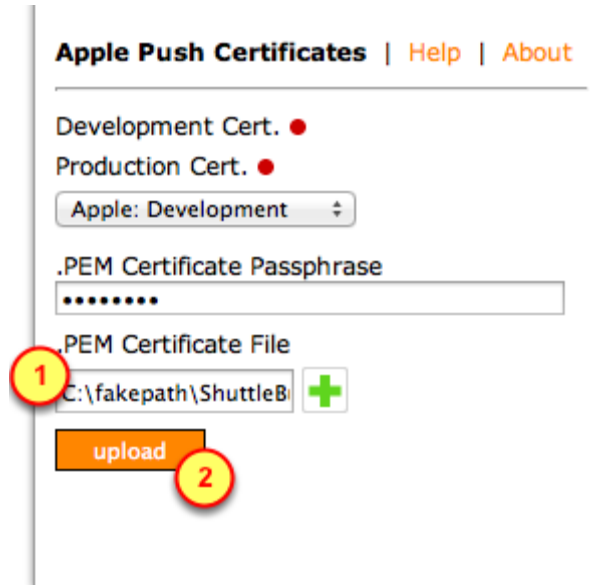 Apple Push Certificates | Help | About
Development Cert.
Production Cert.
Apple: Development
.PEM Certificate Passphrase
••••••••
.PEM Certificate File
1
C:\fakepath\ShuttleB
upload
2